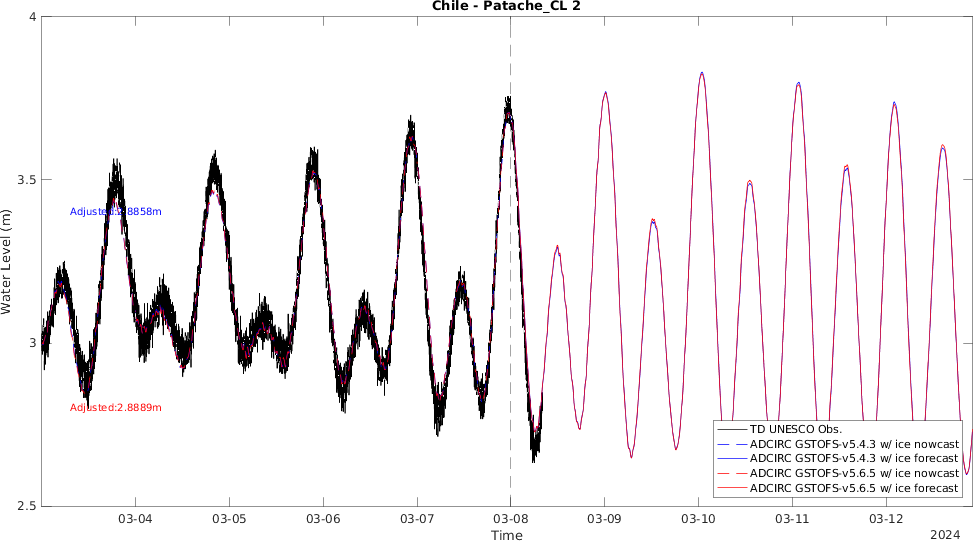 Chile - Patache_CL 2
Water Level (m)
4
3.5
3
2.5
Adjusted:2.8858m
Adjusted:2.8889m
TD UNESCO Obs.
ADCIRC GSTOFS-v5.4.3 w/ ice nowcast
ADCIRC GSTOFS-v5.4.3 w/ ice forecast
ADCIRC GSTOFS-v5.6.5 w/ ice nowcast
ADCIRC GSTOFS-v5.6.5 w/ ice forecast
03-04 03-05 03-06 03-07 03-08 03-09 03-10 03-11 03-12
Time
2024